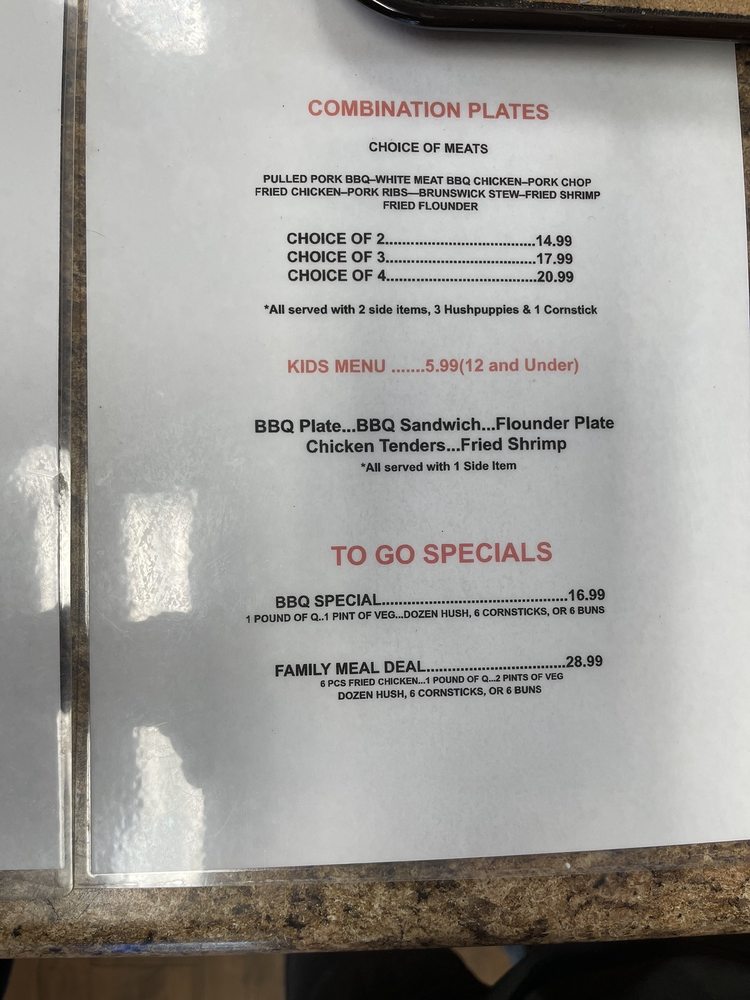 COMBINATION PLATES
CHOICE OF MEATS
PULLED PORK BBQ–WHITE MEAT BBQ CHICKEN–PORK CHOP
FRIED CHICKEN–PORK RIBS—BRUNSWICK STEW–FRIED SHRIMP
FRIED FLOUNDER
CHOICE OF 2...................................14.99
CHOICE OF 3...................................17.99
CHOICE OF 4...................................20.99
*All served with 2 side items, 3 Hushpuppies & 1 Cornstick
KIDS MENU .......5.99(12 and Under)
BBQ Plate...BBQ Sandwich...Flounder Plate
Chicken Tenders...Fried Shrimp
*All served with 1 Side Item
TO GO SPECIALS
BBQ SPECIAL...........................................16.99
1 POUND OF Q..1 PINT OF VEG...DOZEN HUSH, 6 CORNSTICKS, OR 6 BUNS
FAMILY MEAL DEAL................................28.99
6 PCS FRIED CHICKEN...1 POUND OF Q...2 PINTS OF VEG
DOZEN HUSH, 6 CORNSTICKS, OR 6 BUNS